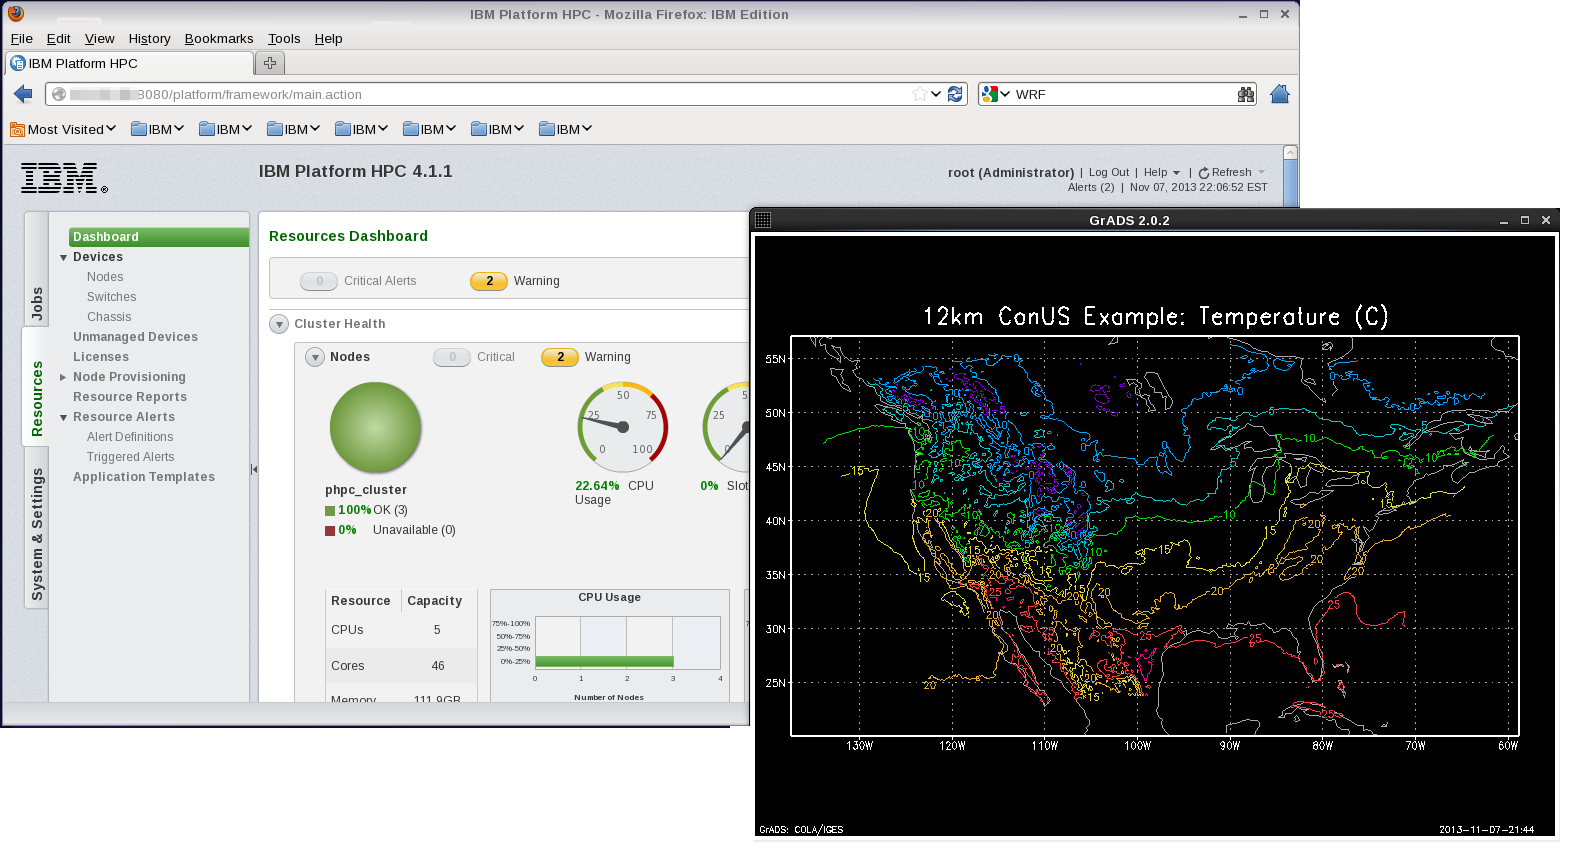 IBM Platform HPC - Mozilla Firefox: IBM Edition
File Edit View History Bookmarks Tools Help
IBM Platform HPC
8080/platform/framework/main.action
WRF
Most Visited IBM IBM IBM IBM IBM IBM IBM
IBM®
IBM Platform HPC 4.1.1
root (Administrator) | Log Out | Help | Refresh
Alerts (2) | Nov 07, 2013 22:06:52 EST
Jobs
Resources
System & Settings
Dashboard
Devices
Nodes
Switches
Chassis
Unmanaged Devices
Licenses
Node Provisioning
Resource Reports
Resource Alerts
Alert Definitions
Triggered Alerts
Application Templates
Resources Dashboard
0 Critical Alerts 2 Warning
Cluster Health
Nodes 0 Critical 2 Warning
phpc_cluster
100% OK (3)
0% Unavailable (0)
0 25 50 75 100
22.64% CPU Usage
0 25 50
0% Slot
Resource Capacity
CPUs 5
Cores 46
Memory 111.9GB
CPU Usage
75%-100%
50%-75%
25%-50%
0%-25%
0 1 2 3 4
Number of Nodes
GrADS 2.0.2
12km ConUS Example: Temperature (C)
55N
50N
45N
40N
35N
30N
25N
130W 120W 110W 100W 90W 80W 70W 60W
GrADS: COLA/IGES
2013-11-07-21:44